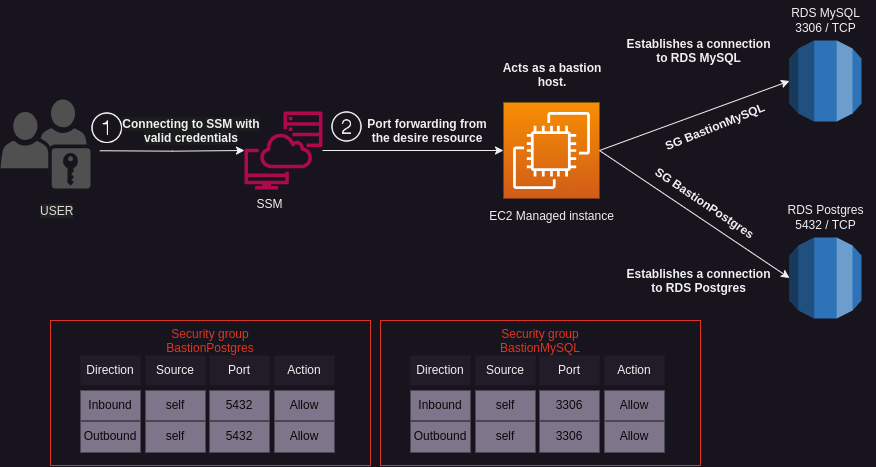 RDS MySQL
3306 / TCP
Establishes a connection
to RDS MySQL
Acts as a bastion
host.
1
Connecting to SSM with
valid credentials
2
Port forwarding from
the desire resource
SG BastionMySQL
SG BastionPostgres
USER
SSM
EC2 Managed instance
RDS Postgres
5432 / TCP
Establishes a connection
to RDS Postgres
Security group
BastionPostgres
Direction Source Port Action
Inbound self 5432 Allow
Outbound self 5432 Allow
Security group
BastionMySQL
Direction Source Port Action
Inbound self 3306 Allow
Outbound self 3306 Allow